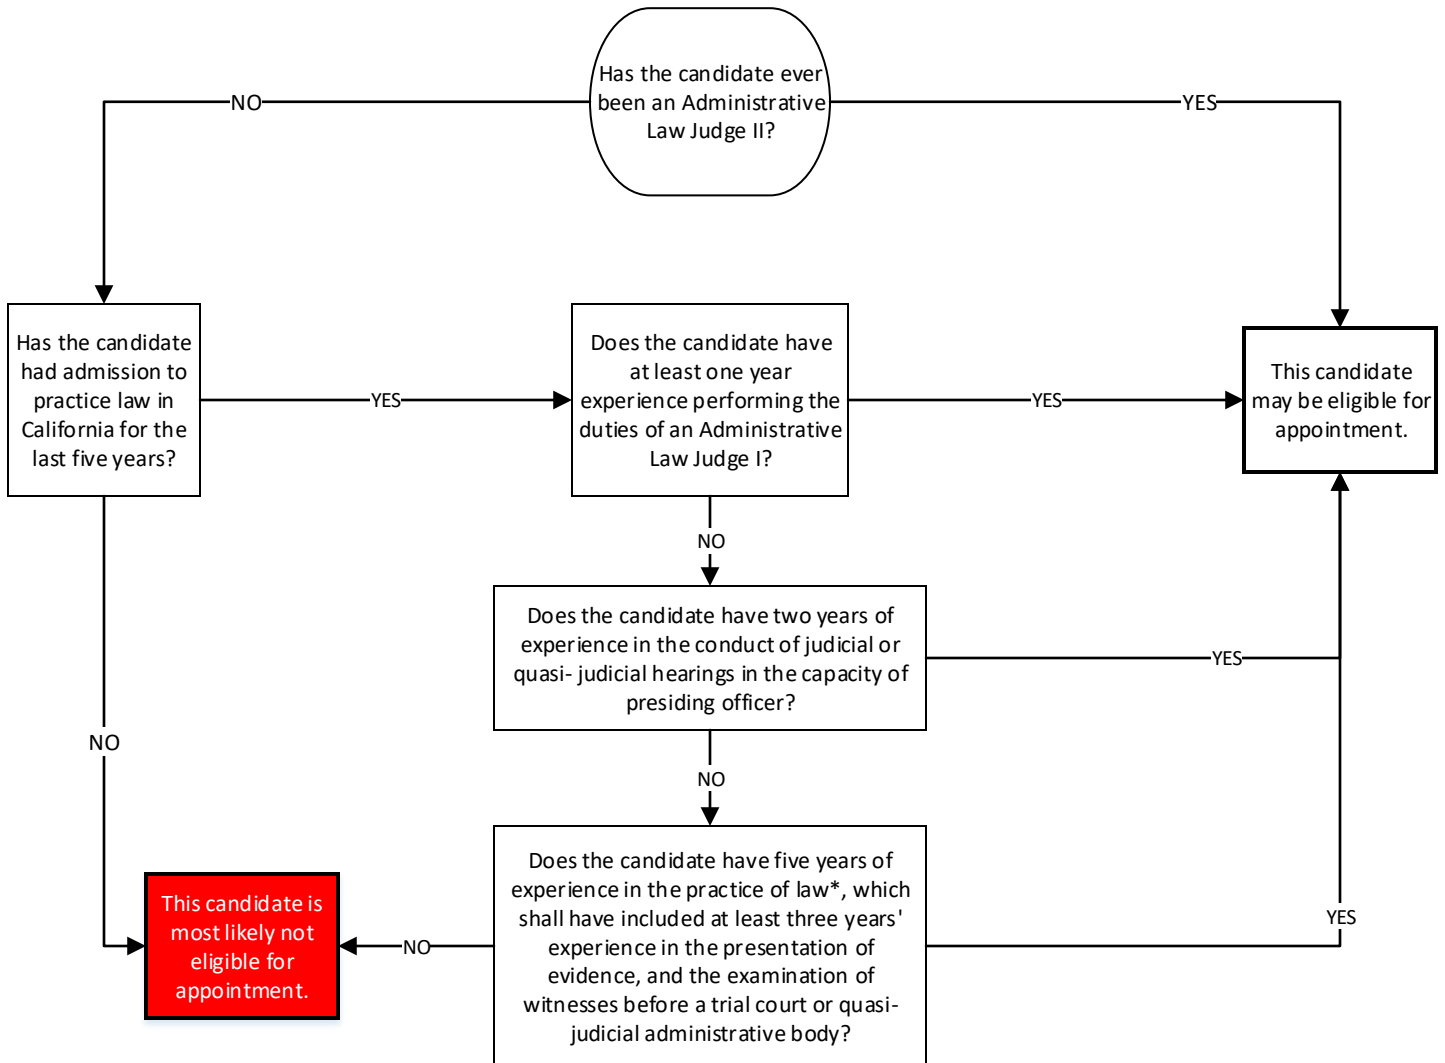 Has the candidate ever
been an Administrative
Law Judge II?
NO
YES
Has the candidate
had admission to
practice law in
California for the
last five years?
YES
Does the candidate have
at least one year
experience performing the
duties of an Administrative
Law Judge I?
YES
This candidate
may be eligible for
appointment.
NO
Does the candidate have two years of
experience in the conduct of judicial or
quasi- judicial hearings in the capacity of
presiding officer?
YES
NO
NO
Does the candidate have five years of
experience in the practice of law*, which
shall have included at least three years'
experience in the presentation of
evidence, and the examination of
witnesses before a trial court or quasi-
judicial administrative body?
YES
NO
This candidate is
most likely not
eligible for
appointment.